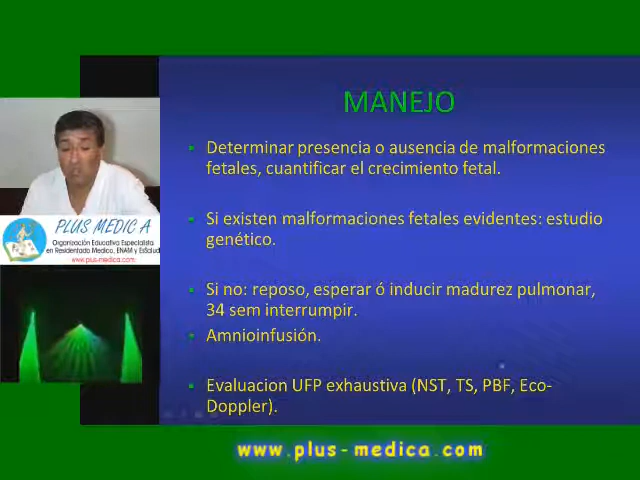 MANEJO
Determinar presencia o ausencia de malformaciones
fetales, cuantificar el crecimiento fetal.
Si existen malformaciones fetales evidentes: estudio
genético.
Si no: reposo, esperar ó inducir madurez pulmonar,
34 sem interrumpir.
Amnioinfusión.
Evaluacion UFP exhaustiva (NST, TS, PBF, Eco-
Doppler).
PLUS MEDIC A
Organización Educativa Especialista
en Residentado Medico, ENAM y EsSalud
www.plus-medica.com
www.plus-medica.com